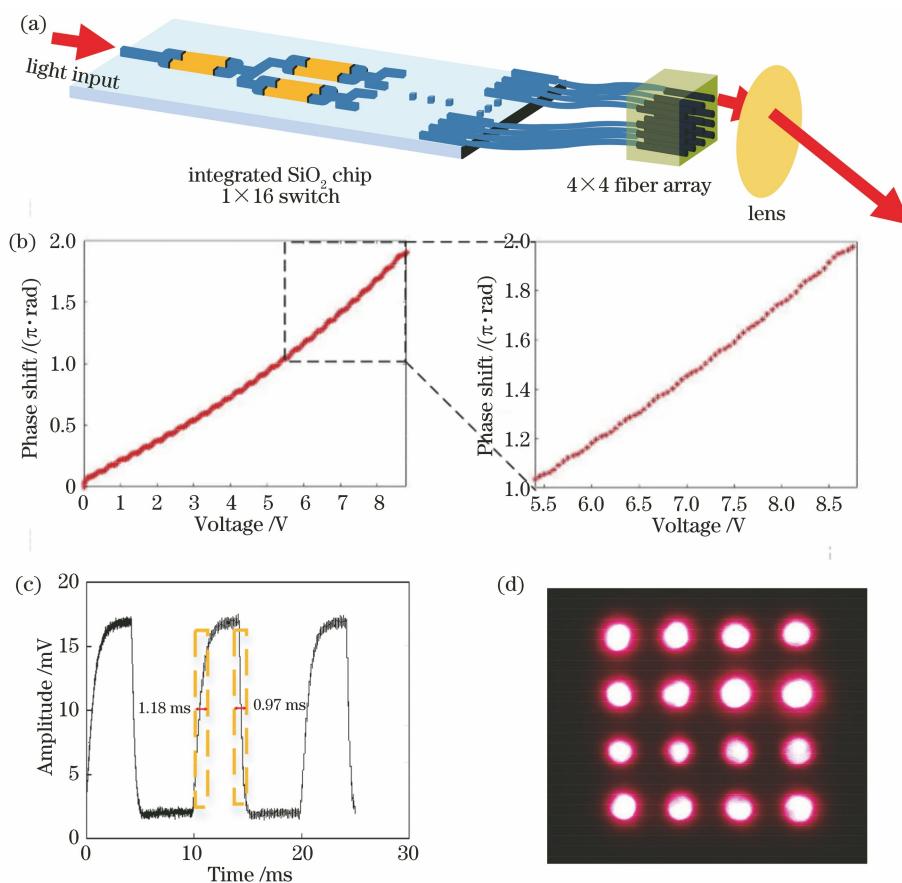 (a)
light input
integrated SiO₂ chip
1×16 switch
4×4 fiber array
lens
(b)
2.0
1.5
1.0
0.5
0
Phase shift /(π·rad)
0 1 2 3 4 5 6 7 8
Voltage /V
2.0
1.8
1.6
1.4
1.2
1.0
Phase shift /(π·rad)
5.5 6.0 6.5 7.0 7.5 8.0 8.5
Voltage /V
(c)
20
15
10
5
0
Amplitude /mV
1.18 ms
0.97 ms
0 10 20 30
Time /ms
(d)